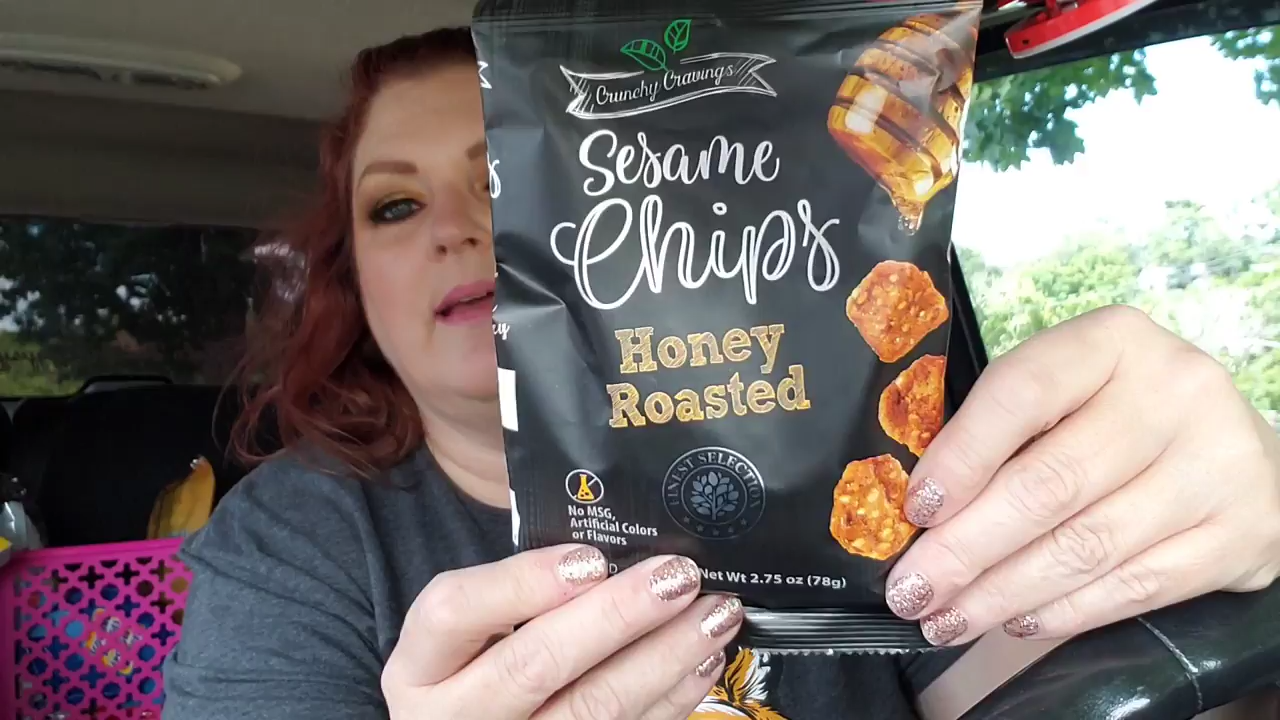 Crunchy Cravings
Sesame
Chips
Honey
Roasted
FINEST SELECTION
No MSG,
Artificial Colors
or Flavors
Net Wt 2.75 oz (78g)